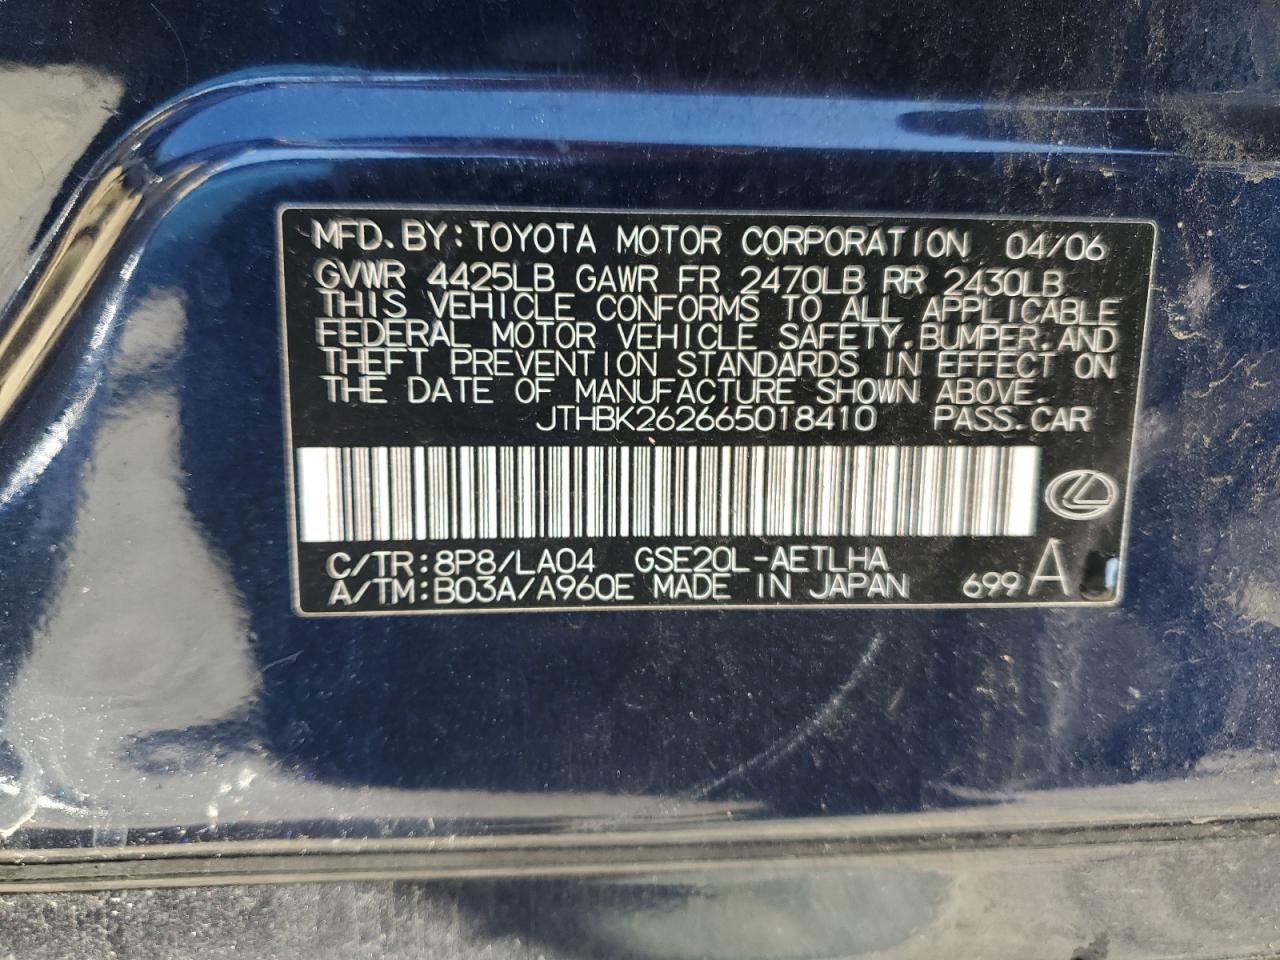 MFD. BY: TOYOTA MOTOR CORPORATION 04/06
GVWR 4425LB GAWR FR 2470LB RR 2430LB
THIS VEHICLE CONFORMS TO ALL APPLICABLE
FEDERAL MOTOR VEHICLE SAFETY, BUMPER, AND
THEFT PREVENTION STANDARDS IN EFFECT ON
THE DATE OF MANUFACTURE SHOWN ABOVE.
JTHBK262665018410 PASS. CAR
C/TR: 8P8/LA04 GSE20L-AETLHA
A/TM: B03A/A960E MADE IN JAPAN 699 A